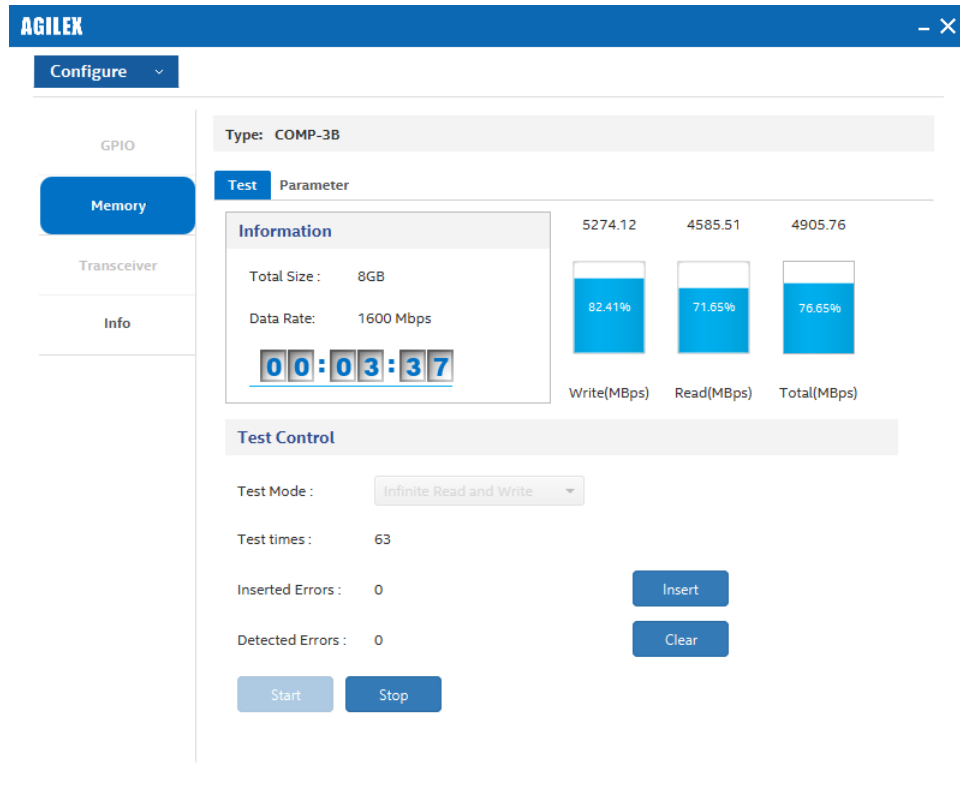 AGILEX
Configure
GPIO
Memory
Transceiver
Info
Type: COMP-3B
Test Parameter
Information
Total Size : 8GB
Data Rate: 1600 Mbps
00:03:37
5274.12 4585.51 4905.76
82.41% 71.65% 76.65%
Write(MBps) Read(MBps) Total(MBps)
Test Control
Test Mode : Infinite Read and Write
Test times : 63
Inserted Errors : 0 Insert
Detected Errors : 0 Clear
Start Stop